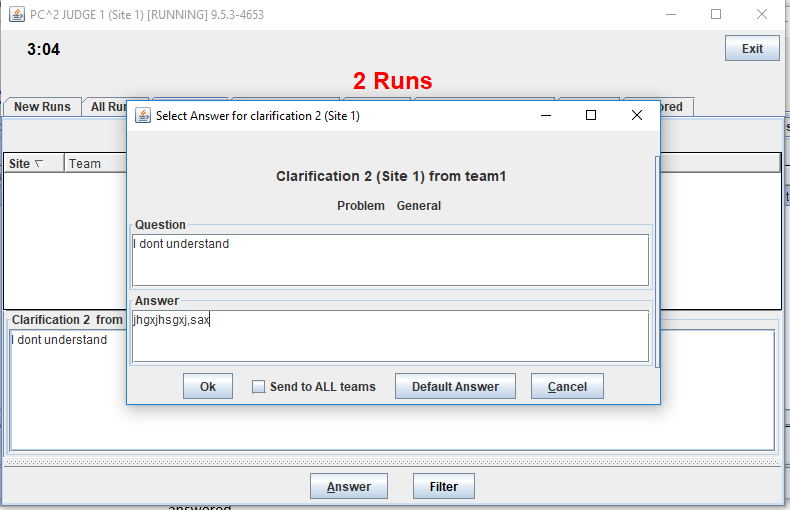 PC^2 JUDGE 1 (Site 1) [RUNNING] 9.5.3-4653
3:04
Exit
2 Runs
New Runs
All Ru
Select Answer for clarification 2 (Site 1)
Site
Team
Clarification 2 (Site 1) from team1
Problem General
Question
I dont understand
Answer
jhgxjhsgxj,sax
Ok
Send to ALL teams
Default Answer
Cancel
Clarification 2 from
I dont understand
Answer
Filter
answered